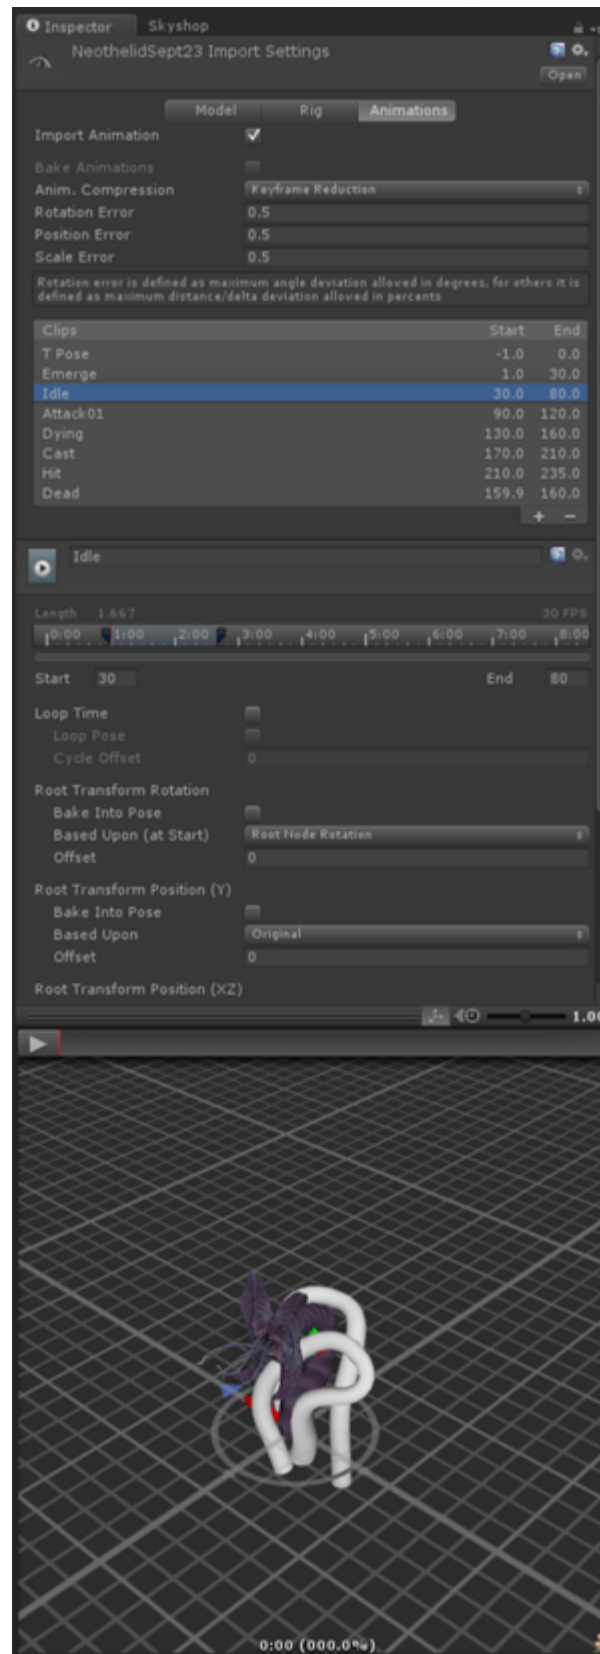 Inspector Skyshop
NeothelidSept23 Import Settings
Open
Model Rig Animations
Import Animation
Bake Animations
Anim. Compression Keyframe Reduction
Rotation Error 0.5
Position Error 0.5
Scale Error 0.5
Rotation error is defined as maximum angle deviation allowed in degrees, for others it is
defined as maximum distance/delta deviation allowed in percents
Clips Start End
T Pose -1.0 0.0
Emerge 1.0 30.0
Idle 30.0 80.0
Attack01 90.0 120.0
Dying 130.0 160.0
Cast 170.0 210.0
Hit 210.0 235.0
Dead 159.9 160.0
+ −
Idle
Length 1.667 30 FPS
0:00 1:00 2:00 3:00 4:00 5:00 6:00 7:00 8:00
Start 30 End 80
Loop Time
Loop Pose
Cycle Offset 0
Root Transform Rotation
Bake Into Pose
Based Upon (at Start) Root Node Rotation
Offset 0
Root Transform Position (Y)
Bake Into Pose
Based Upon Original
Offset 0
Root Transform Position (XZ)
1.00
0:00 (000.0%)